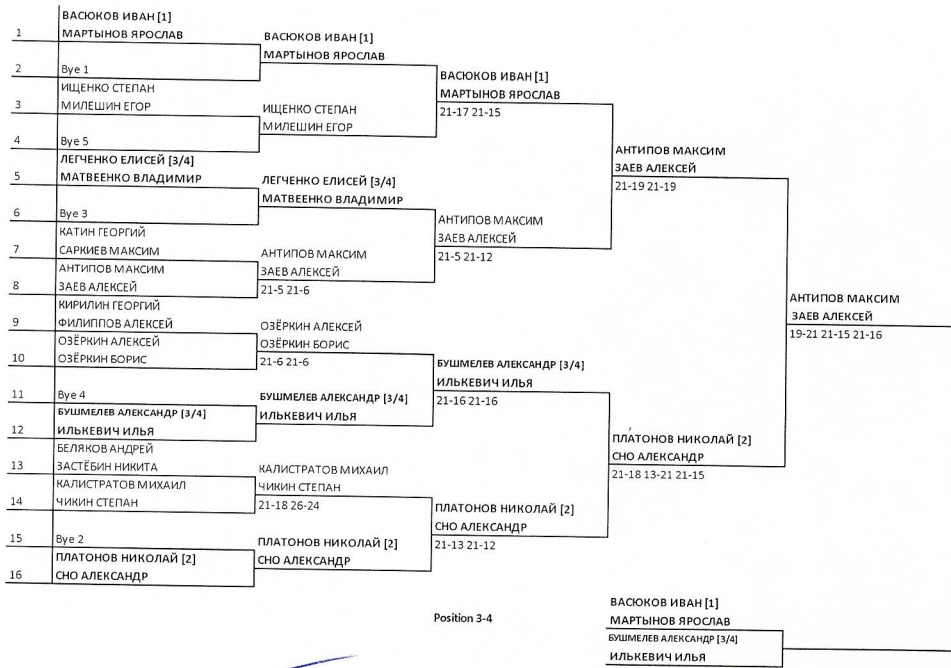 ВАСЮКОВ ИВАН [1]
1 МАРТЫНОВ ЯРОСЛАВ
2 Bye 1
ИЩЕНКО СТЕПАН
3 МИЛЕШИН ЕГОР
4 Bye 5
ЛЕГЧЕНКО ЕЛИСЕЙ [3/4]
5 МАТВЕЕНКО ВЛАДИМИР
6 Bye 3
КАТИН ГЕОРГИЙ
7 САРКИЕВ МАКСИМ
АНТИПОВ МАКСИМ
8 ЗАЕВ АЛЕКСЕЙ
КИРИЛИН ГЕОРГИЙ
9 ФИЛИППОВ АЛЕКСЕЙ
ОЗЁРКИН АЛЕКСЕЙ
10 ОЗЁРКИН БОРИС
11 Bye 4
БУШМЕЛЕВ АЛЕКСАНДР [3/4]
12 ИЛЬКЕВИЧ ИЛЬЯ
БЕЛЯКОВ АНДРЕЙ
13 ЗАСТЁБИН НИКИТА
КАЛИСТРАТОВ МИХАИЛ
14 ЧИКИН СТЕПАН
15 Bye 2
ПЛАТОНОВ НИКОЛАЙ [2]
16 СНО АЛЕКСАНДР
ВАСЮКОВ ИВАН [1]
МАРТЫНОВ ЯРОСЛАВ
ИЩЕНКО СТЕПАН
МИЛЕШИН ЕГОР
ЛЕГЧЕНКО ЕЛИСЕЙ [3/4]
МАТВЕЕНКО ВЛАДИМИР
АНТИПОВ МАКСИМ
ЗАЕВ АЛЕКСЕЙ
21-5 21-6
ОЗЁРКИН АЛЕКСЕЙ
ОЗЁРКИН БОРИС
21-6 21-6
БУШМЕЛЕВ АЛЕКСАНДР [3/4]
ИЛЬКЕВИЧ ИЛЬЯ
КАЛИСТРАТОВ МИХАИЛ
ЧИКИН СТЕПАН
21-18 26-24
ПЛАТОНОВ НИКОЛАЙ [2]
СНО АЛЕКСАНДР
ВАСЮКОВ ИВАН [1]
МАРТЫНОВ ЯРОСЛАВ
21-17 21-15
АНТИПОВ МАКСИМ
ЗАЕВ АЛЕКСЕЙ
21-5 21-12
БУШМЕЛЕВ АЛЕКСАНДР [3/4]
ИЛЬКЕВИЧ ИЛЬЯ
21-16 21-16
ПЛАТОНОВ НИКОЛАЙ [2]
СНО АЛЕКСАНДР
21-13 21-12
АНТИПОВ МАКСИМ
ЗАЕВ АЛЕКСЕЙ
21-19 21-19
ПЛАТОНОВ НИКОЛАЙ [2]
СНО АЛЕКСАНДР
21-18 13-21 21-15
АНТИПОВ МАКСИМ
ЗАЕВ АЛЕКСЕЙ
19-21 21-15 21-16
Position 3-4
ВАСЮКОВ ИВАН [1]
МАРТЫНОВ ЯРОСЛАВ
БУШМЕЛЕВ АЛЕКСАНДР [3/4]
ИЛЬКЕВИЧ ИЛЬЯ